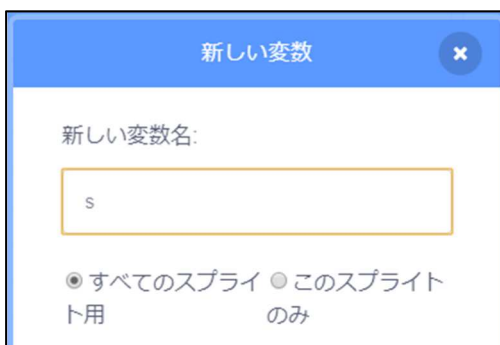 新しい変数
新しい変数名:
s
すべてのスプライ
ト用
このスプライト
のみ